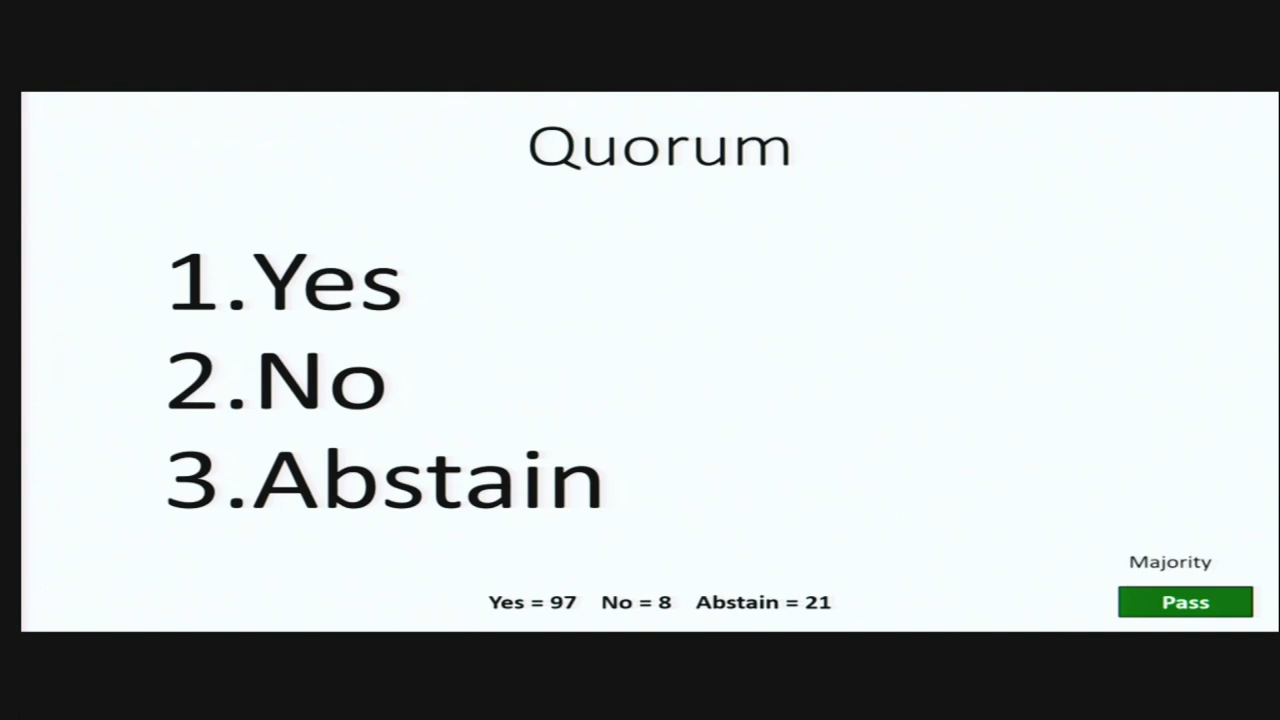 Quorum
1.Yes
2.No
3.Abstain
Majority
Yes = 97 No = 8 Abstain = 21
Pass